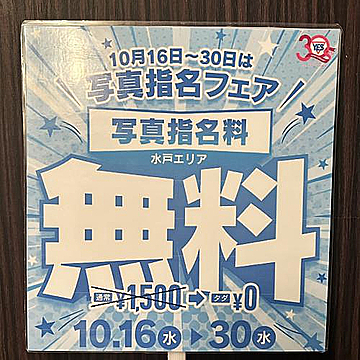 10月16日〜30日は
写真指名フェア
30
YES
写真指名料
水戸エリア
無料
通常 ¥1,500 → タダ ¥0
10.16水▶30水